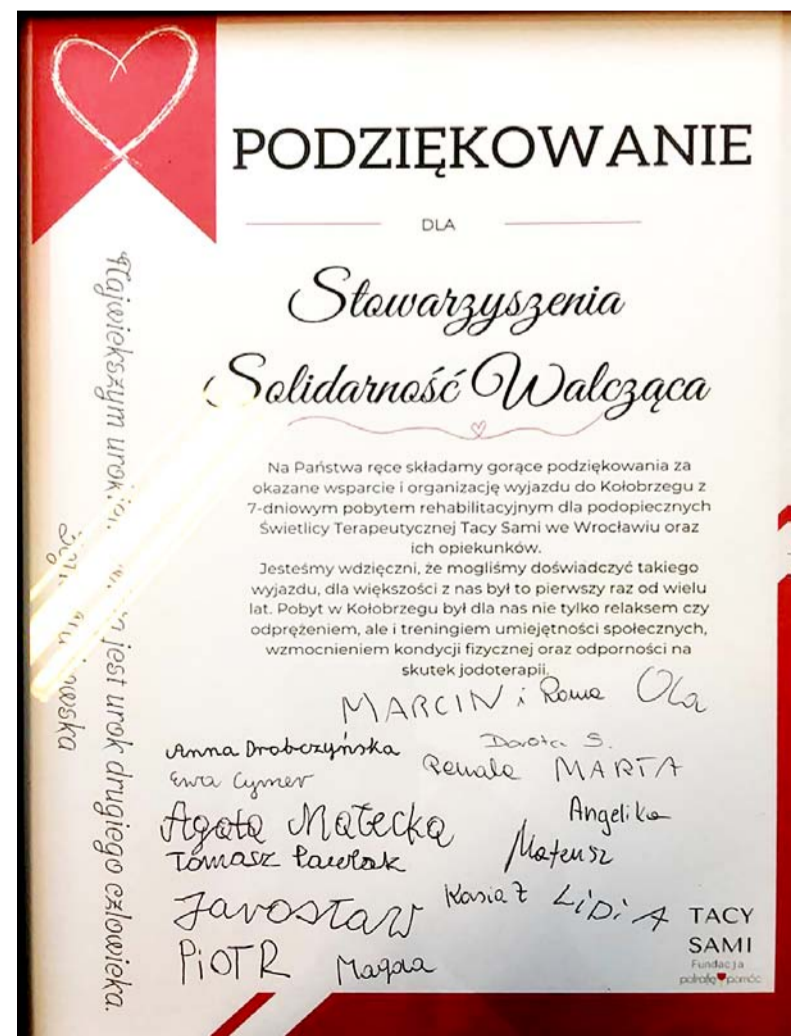 PODZIĘKOWANIE
DLA
Stowarzyszenia
Solidarność Walcząca
Na Państwa ręce składamy gorące podziękowania za
okazane wsparcie i organizację wyjazdu do Kołobrzegu z
7-dniowym pobytem rehabilitacyjnym dla podopiecznych
Świetlicy Terapeutycznej Tacy Sami we Wrocławiu oraz
ich opiekunków.
Jesteśmy wdzięczni, że mogliśmy doświadczyć takiego
wyjazdu, dla większości z nas był to pierwszy raz od wielu
lat. Pobyt w Kołobrzegu był dla nas nie tylko relaksem czy
odprężeniem, ale i treningiem umiejętności społecznych,
wzmocnieniem kondycji fizycznej oraz odporności na
skutek jodoterapii.
MARCIN i Roma Ola
Anna Drobczyńska Dorota S.
Ewa Cymer Renata MARTA
Agata Małecka Angelika
Tomasz Pawlak Mateusz
Jarosław Kasia Ż LiDiA
PiOTR Magda
TACY
SAMI
Fundacja
potrafię pomóc
Największym jest urok drugiego człowieka.